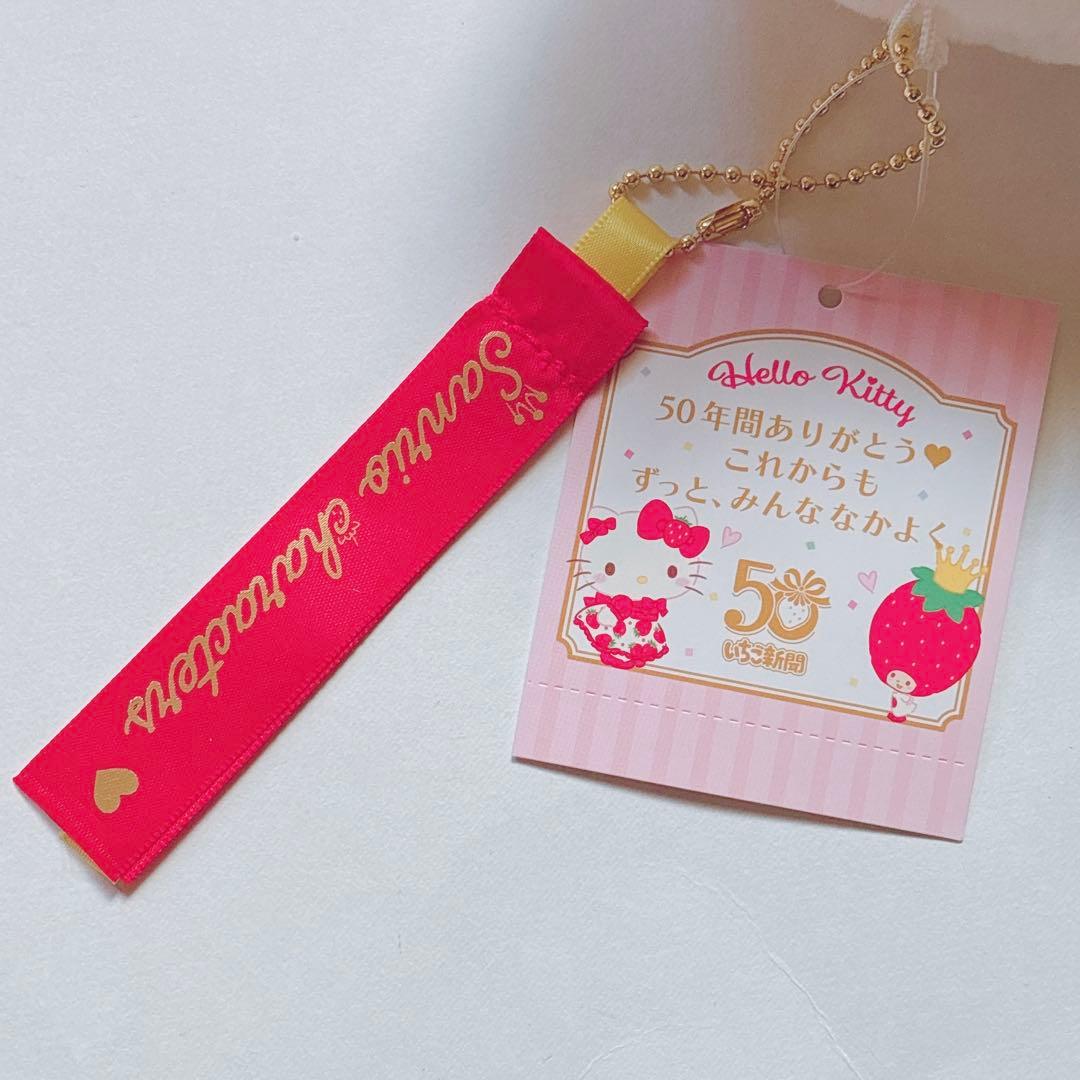 Sanrio characters
Hello Kitty
50年間ありがとう♥
これからも
ずっと、みんななかよく
50
いちご新聞